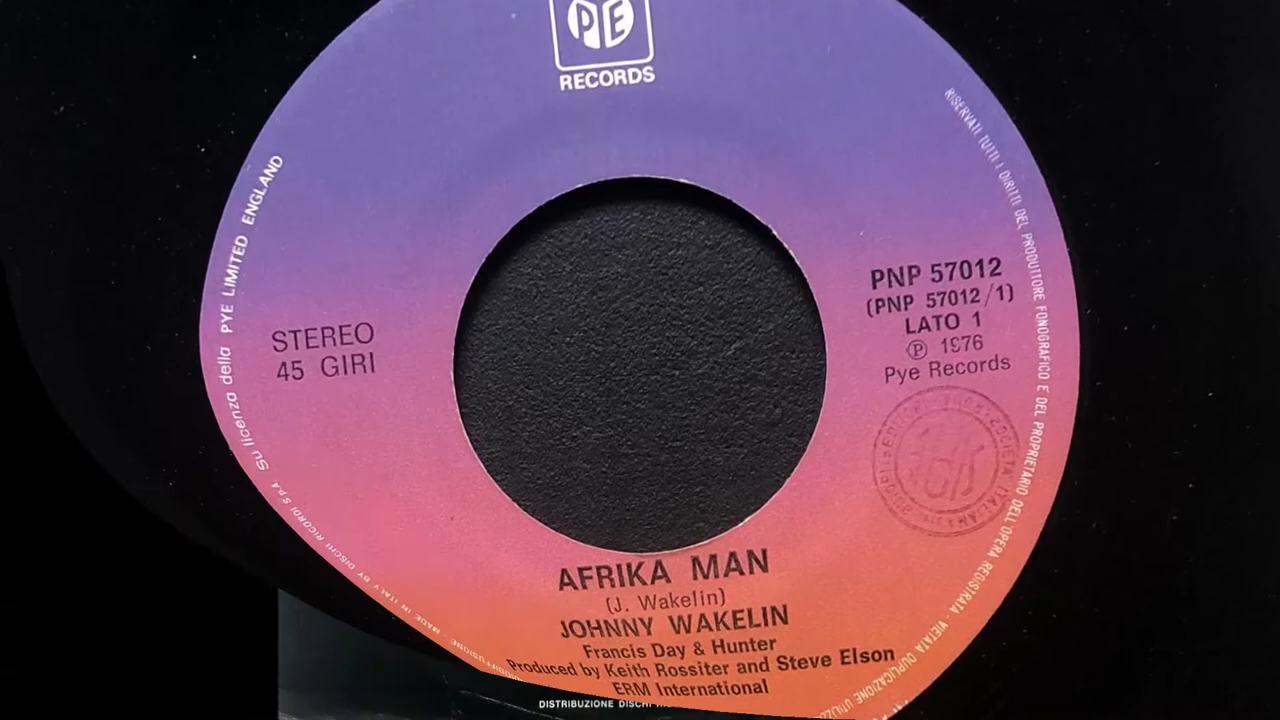 PYE
RECORDS
STEREO
45 GIRI
PNP 57012
(PNP 57012/1)
LATO 1
Ⓟ 1976
Pye Records
AFRIKA MAN
(J. Wakelin)
JOHNNY WAKELIN
Francis Day & Hunter
Produced by Keith Rossiter and Steve Elson
ERM International
MADE IN ITALY BY DISCHI RICORDI S.p.A. Su licenza della PYE LIMITED ENGLAND
RISERVATI TUTTI I DIRITTI DEL PRODUTTORE FONOGRAFICO E DEL PROPRIETARIO DELL'OPERA REGISTRATA - VIETATA DUPLICAZIONE
DISTRIBUZIONE DISCHI